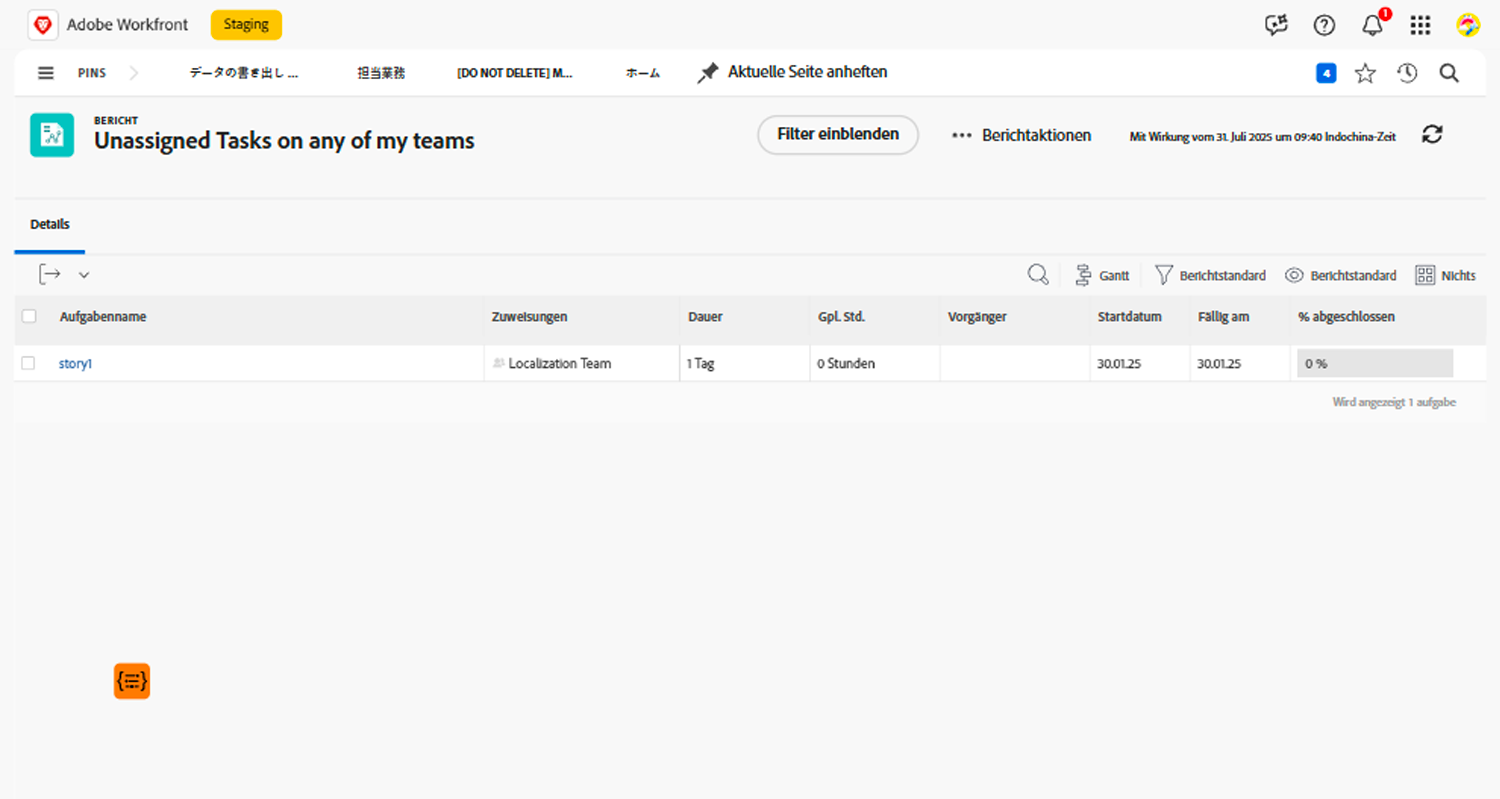 Adobe Workfront Staging 1
PINS データの書き出し ... 担当業務 [DO NOT DELETE] M... ホーム Aktuelle Seite anheften 4
BERICHT
Unassigned Tasks on any of my teams Filter einblenden ••• Berichtaktionen Mit Wirkung vom 31. Juli 2025 um 09:40 Indochina-Zeit
Details
Gantt Berichtstandard Berichtstandard Nichts
Aufgabenname Zuweisungen Dauer Gpl. Std. Vorgänger Startdatum Fällig am % abgeschlossen
story1 Localization Team 1 Tag 0 Stunden 30.01.25 30.01.25 0 %
Wird angezeigt 1 aufgabe